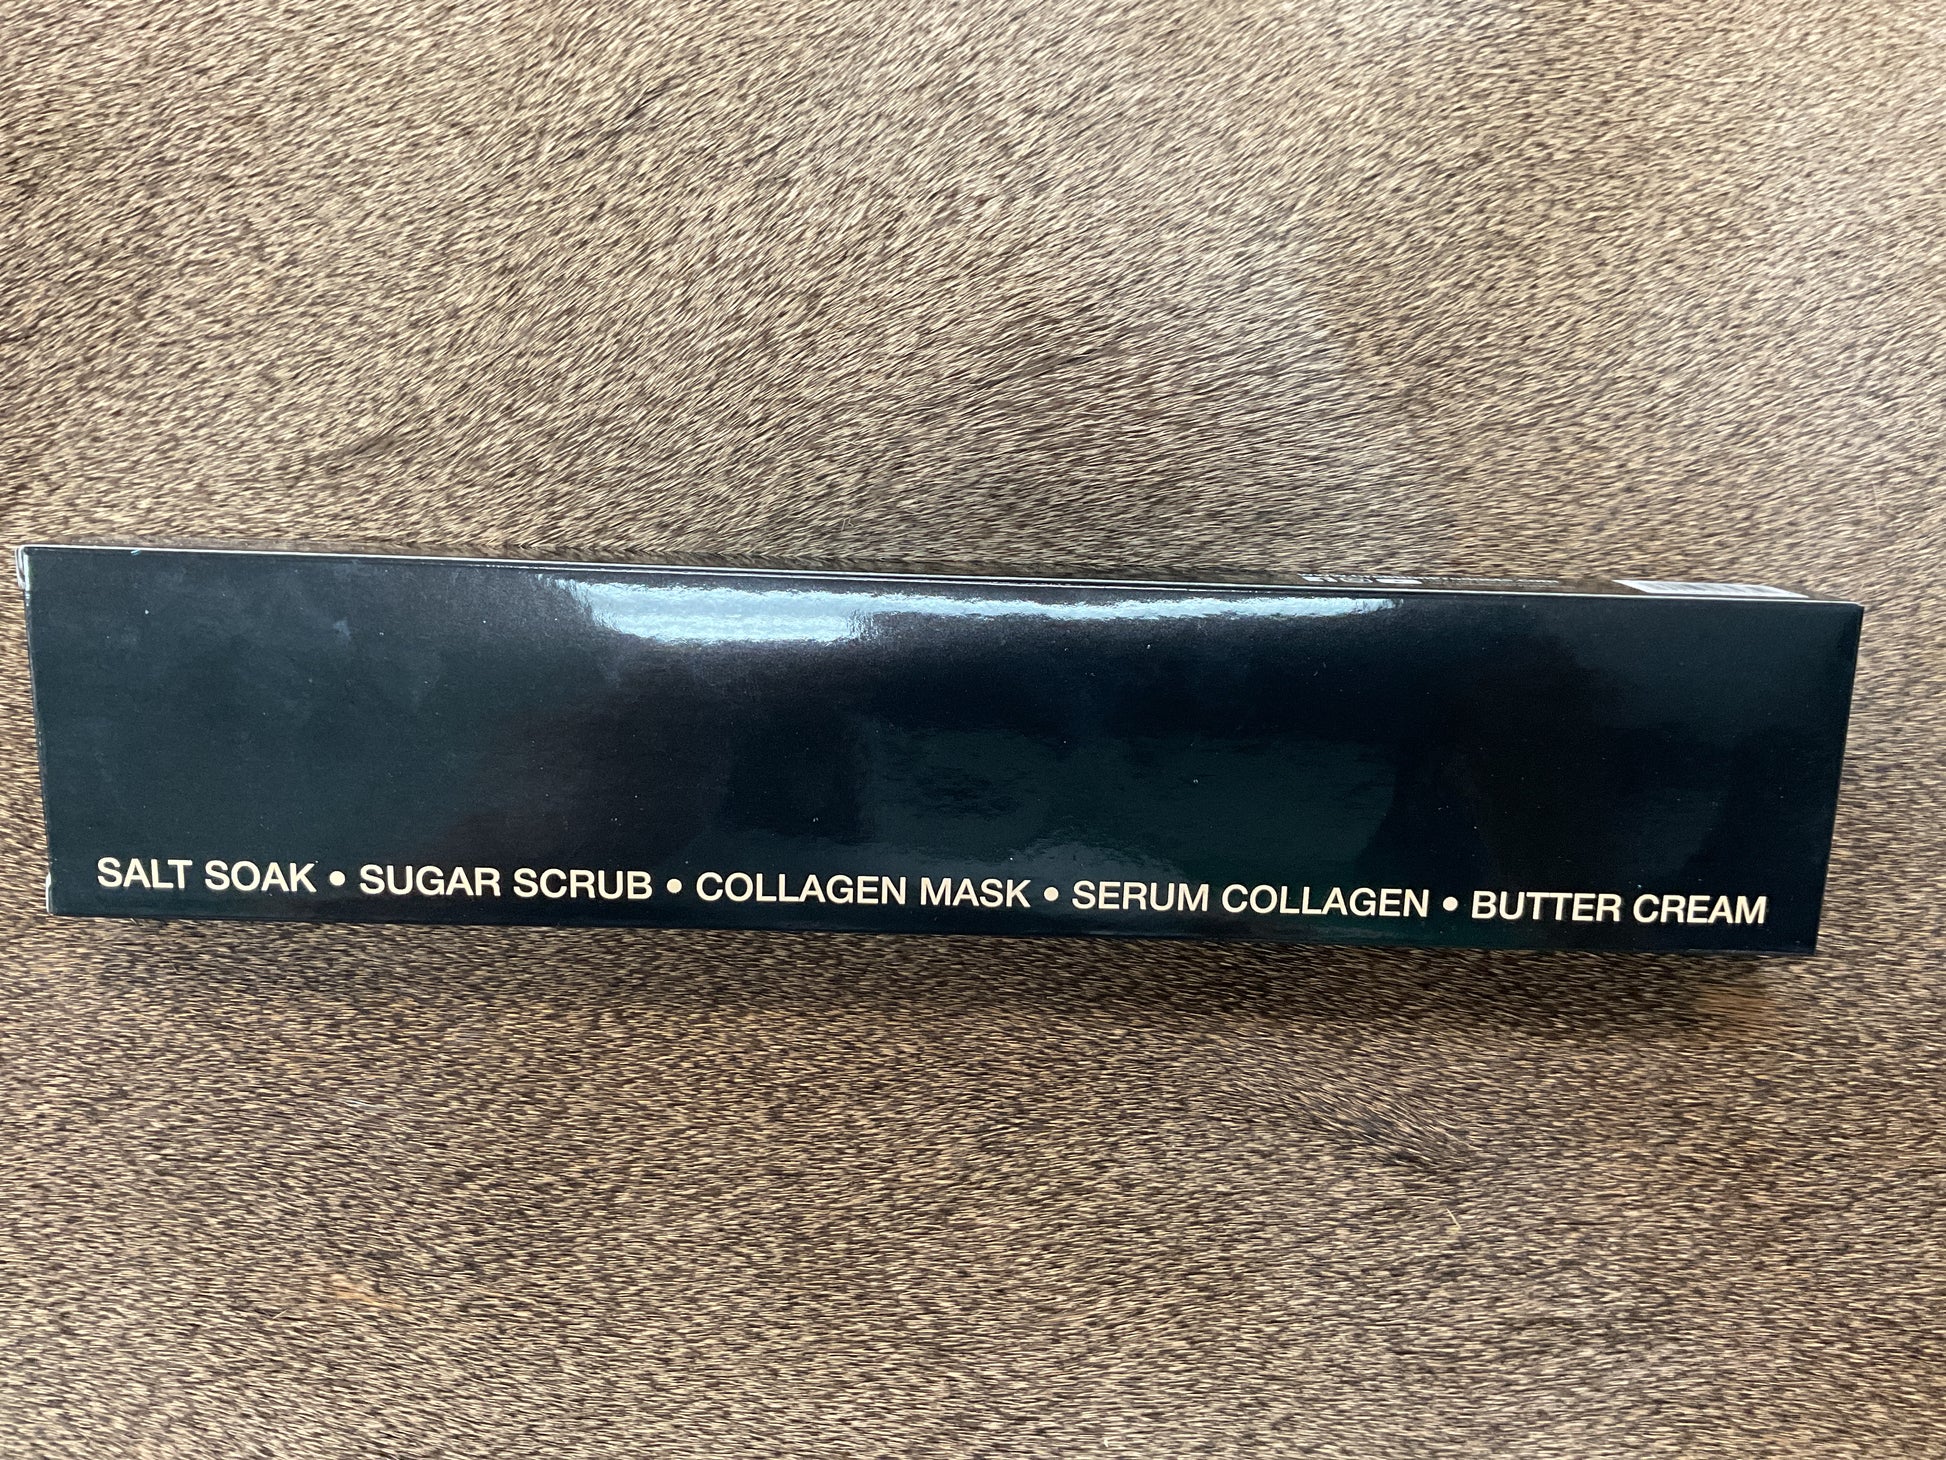 SALT SOAK • SUGAR SCRUB • COLLAGEN MASK • SERUM COLLAGEN • BUTTER CREAM